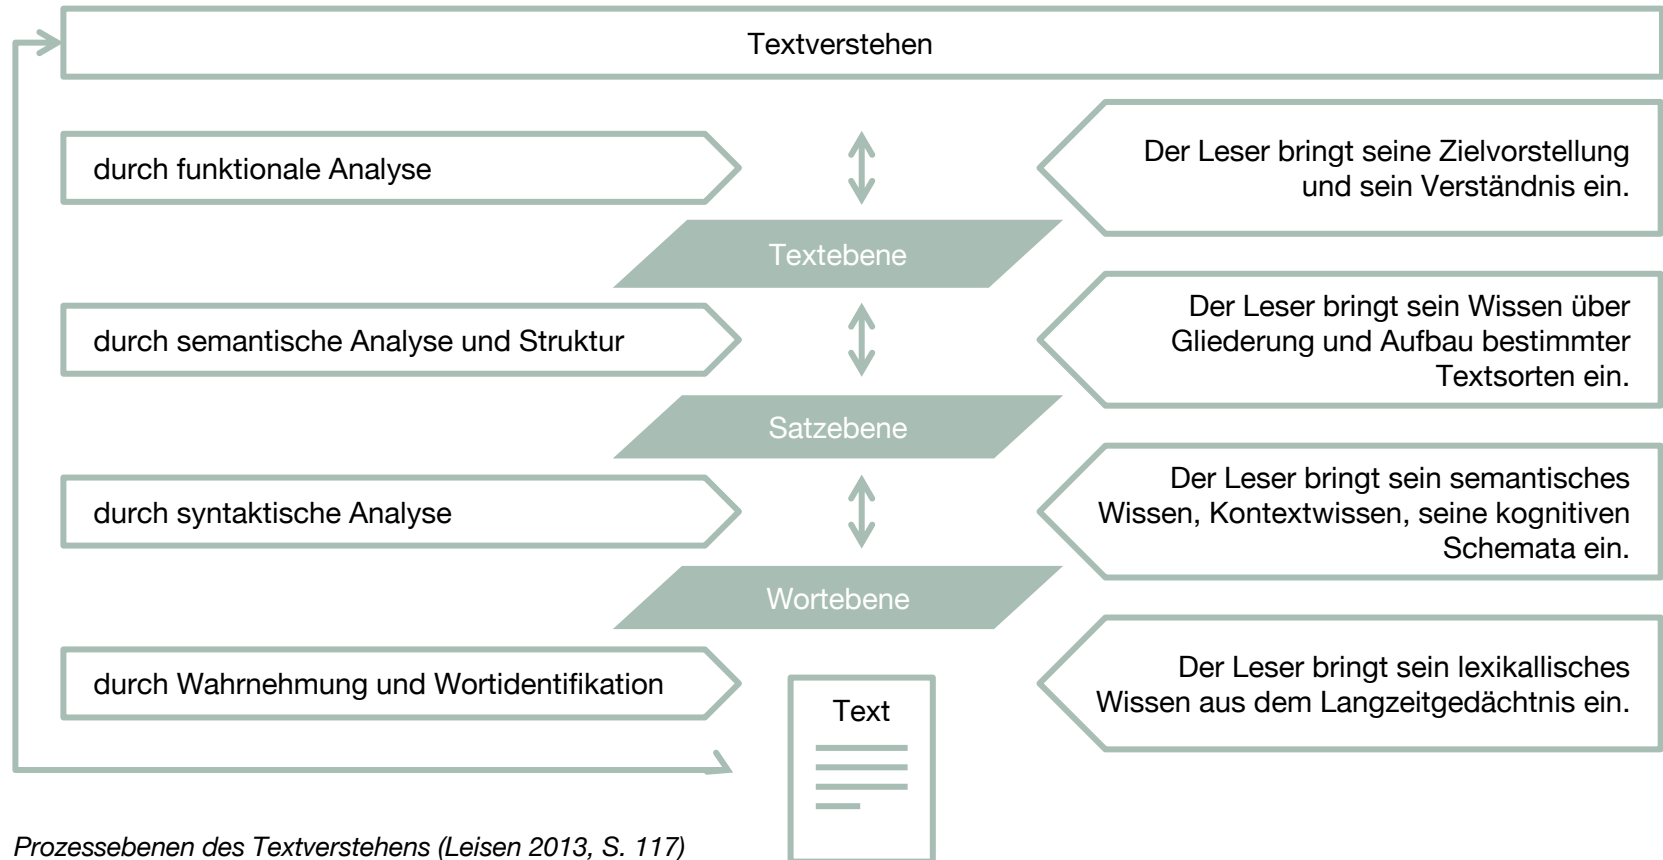 Textverstehen
durch funktionale Analyse
Der Leser bringt seine Zielvorstellung
und sein Verständnis ein.
Textebene
durch semantische Analyse und Struktur
Der Leser bringt sein Wissen über
Gliederung und Aufbau bestimmter
Textsorten ein.
Satzebene
durch syntaktische Analyse
Der Leser bringt sein semantisches
Wissen, Kontextwissen, seine kognitiven
Schemata ein.
Wortebene
durch Wahrnehmung und Wortidentifikation
Der Leser bringt sein lexikallisches
Wissen aus dem Langzeitgedächtnis ein.
Text
Prozessebenen des Textverstehens (Leisen 2013, S. 117)